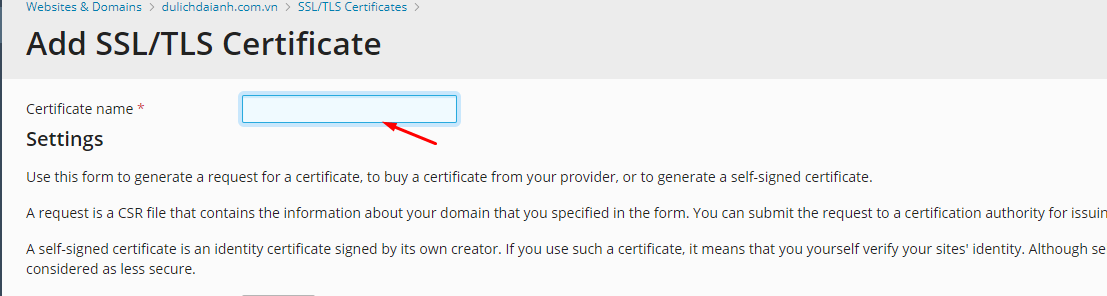 Websites & Domains > dulichdaianh.com.vn > SSL/TLS Certificates >
Add SSL/TLS Certificate
Certificate name *
Settings
Use this form to generate a request for a certificate, to buy a certificate from your provider, or to generate a self-signed certificate.
A request is a CSR file that contains the information about your domain that you specified in the form. You can submit the request to a certification authority for issuin
A self-signed certificate is an identity certificate signed by its own creator. If you use such a certificate, it means that you yourself verify your sites' identity. Although se
considered as less secure.